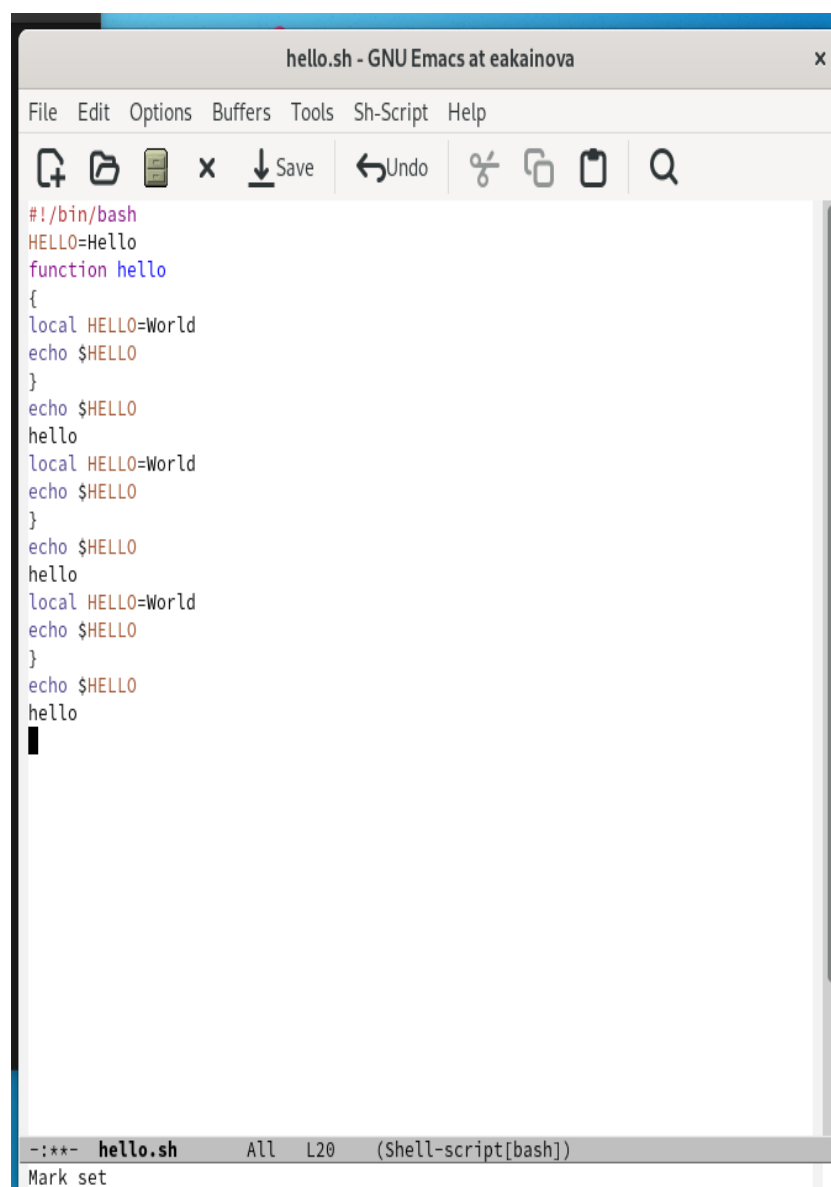 hello.sh - GNU Emacs at eakainova
File Edit Options Buffers Tools Sh-Script Help
Save Undo
#!/bin/bash
HELLO=Hello
function hello
{
local HELLO=World
echo $HELLO
}
echo $HELLO
hello
local HELLO=World
echo $HELLO
}
echo $HELLO
hello
local HELLO=World
echo $HELLO
}
echo $HELLO
hello
-:**- hello.sh All L20 (Shell-script[bash])
Mark set